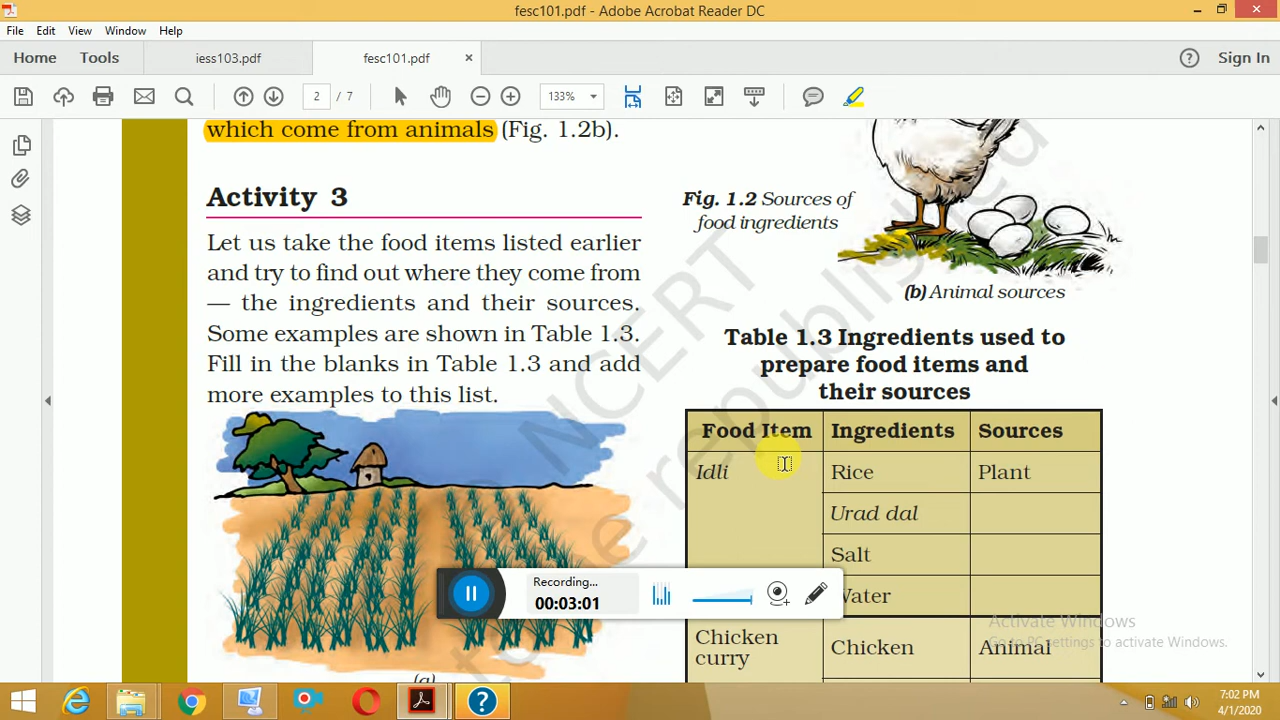 fesc101.pdf - Adobe Acrobat Reader DC
File Edit View Window Help
Home Tools iess103.pdf fesc101.pdf × Sign In
2 / 7 133%
which come from animals (Fig. 1.2b).
Activity 3
Let us take the food items listed earlier
and try to find out where they come from
— the ingredients and their sources.
Some examples are shown in Table 1.3.
Fill in the blanks in Table 1.3 and add
more examples to this list.
(a)
Fig. 1.2 Sources of
food ingredients
(b) Animal sources
Table 1.3 Ingredients used to
prepare food items and
their sources
Food Item Ingredients Sources
Idli Rice Plant
Urad dal
Salt
Water
Chicken
curry
Chicken Animal
NCERT
republished
Recording...
00:03:01
Activate Windows
Go to PC settings to activate Windows.
7:02 PM
4/1/2020